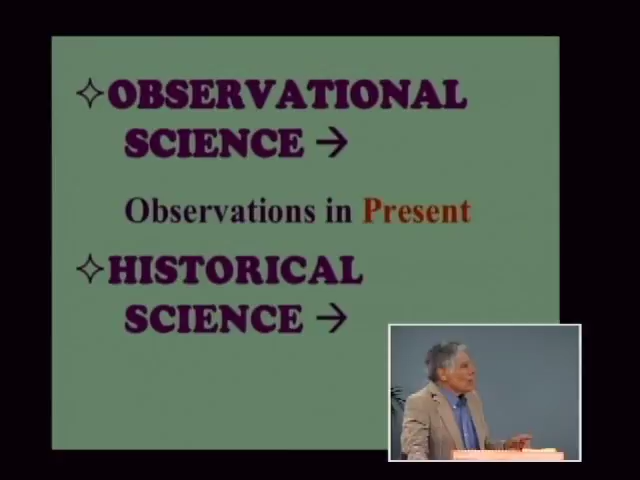 OBSERVATIONAL
SCIENCE →
Observations in Present
HISTORICAL
SCIENCE →